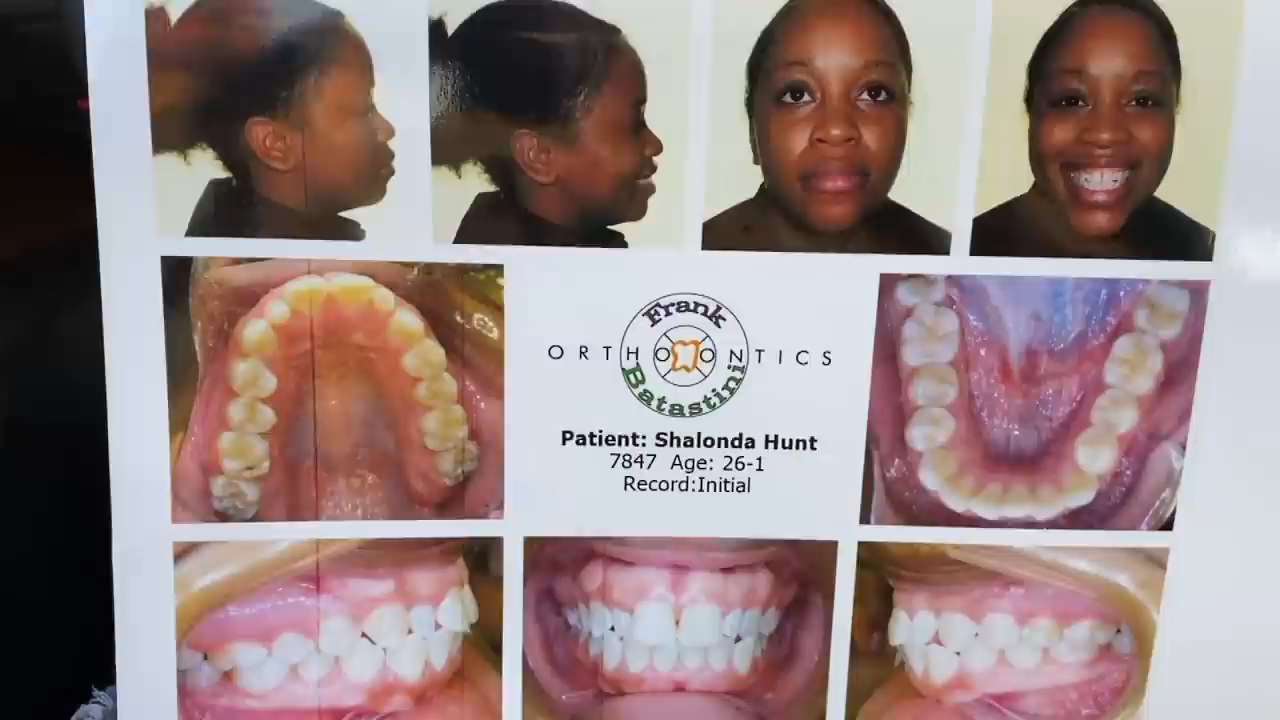 Frank
ORTHODONTICS
Batastini
Patient: Shalonda Hunt
7847 Age: 26-1
Record:Initial